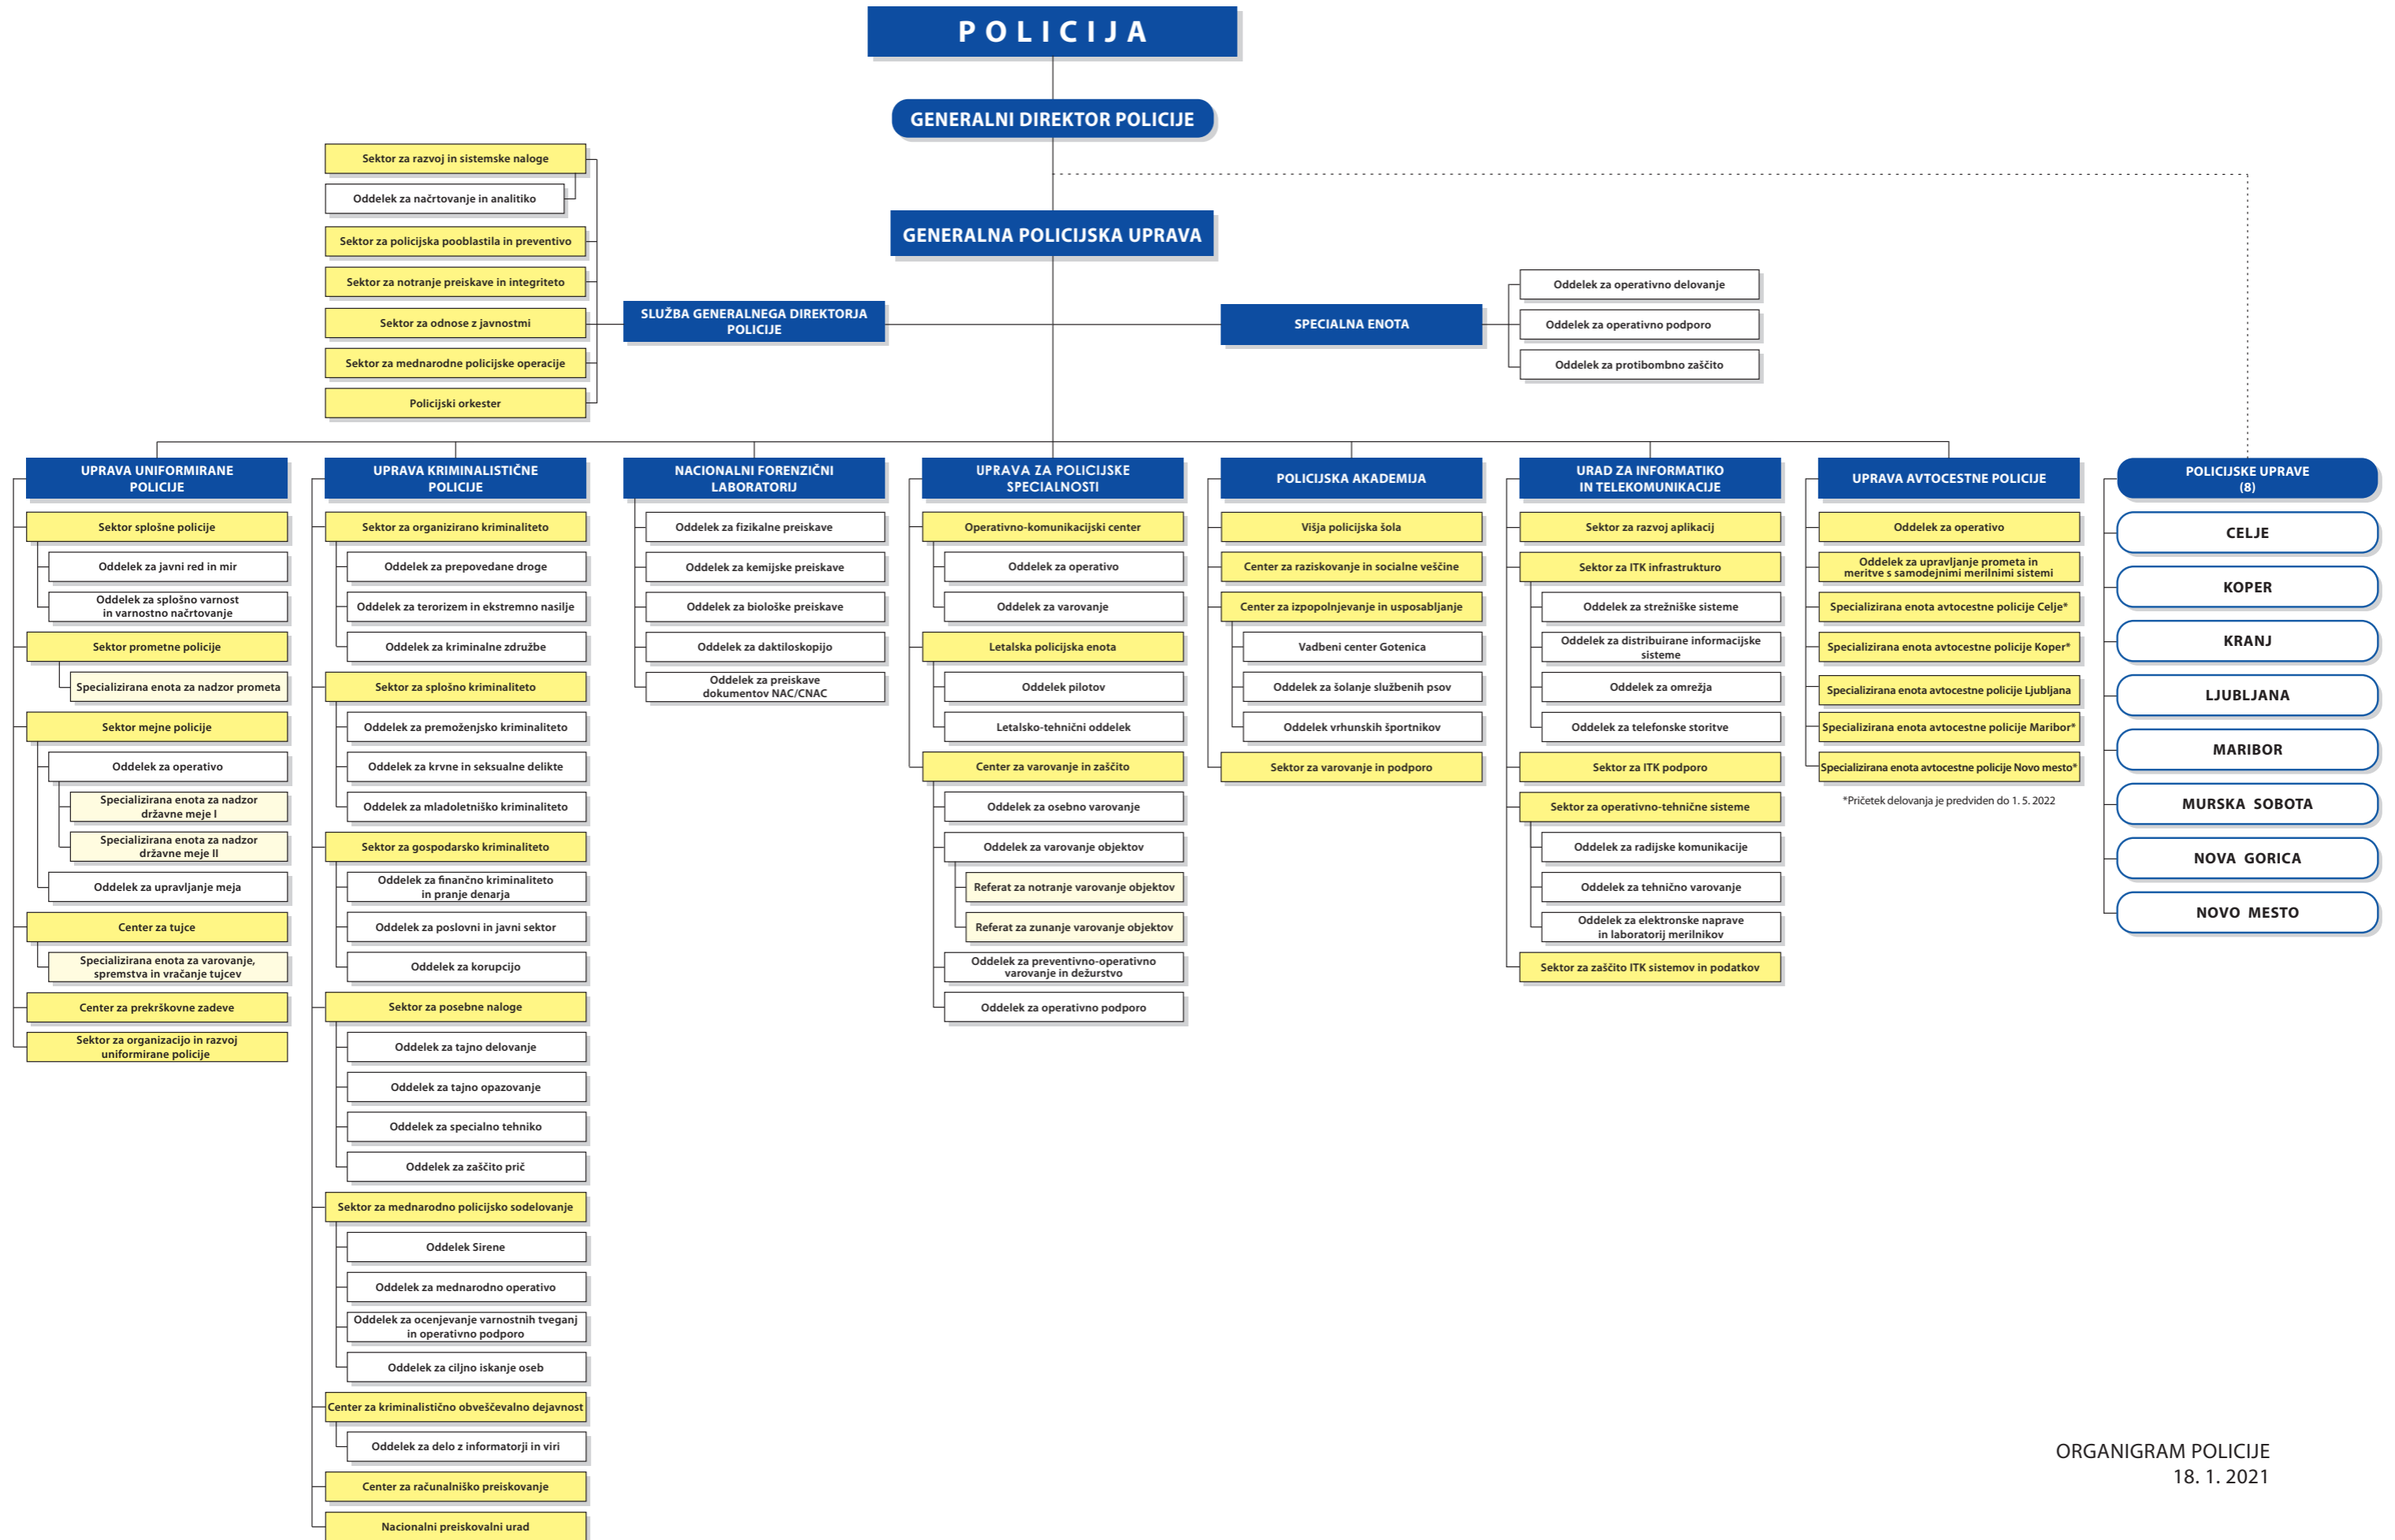 POLICIJA
GENERALNI DIREKTOR POLICIJE
GENERALNA POLICIJSKA UPRAVA
Sektor za razvoj in sistemske naloge
Oddelek za načrtovanje in analitiko
Sektor za policijska pooblastila in preventivo
Sektor za notranje preiskave in integriteto
Sektor za odnose z javnostmi
Sektor za mednarodne policijske operacije
Policijski orkester
SLUŽBA GENERALNEGA DIREKTORJA
POLICIJE
SPECIALNA ENOTA
Oddelek za operativno delovanje
Oddelek za operativno podporo
Oddelek za protibombno zaščito
UPRAVA UNIFORMIRANE
POLICIJE
Sektor splošne policije
Oddelek za javni red in mir
Oddelek za splošno varnost
in varnostno načrtovanje
Sektor prometne policije
Specializirana enota za nadzor prometa
Sektor mejne policije
Oddelek za operativo
Specializirana enota za nadzor
državne meje I
Specializirana enota za nadzor
državne meje II
Oddelek za upravljanje meja
Center za tujce
Specializirana enota za varovanje,
spremstva in vračanje tujcev
Center za prekrškovne zadeve
Sektor za organizacijo in razvoj
uniformirane policije
UPRAVA KRIMINALISTIČNE
POLICIJE
Sektor za organizirano kriminaliteto
Oddelek za prepovedane droge
Oddelek za terorizem in ekstremno nasilje
Oddelek za kriminalne združbe
Sektor za splošno kriminaliteto
Oddelek za premoženjsko kriminaliteto
Oddelek za krvne in seksualne delikte
Oddelek za mladoletniško kriminaliteto
Sektor za gospodarsko kriminaliteto
Oddelek za finančno kriminaliteto
in pranje denarja
Oddelek za poslovni in javni sektor
Oddelek za korupcijo
Sektor za posebne naloge
Oddelek za tajno delovanje
Oddelek za tajno opazovanje
Oddelek za specialno tehniko
Oddelek za zaščito prič
Sektor za mednarodno policijsko sodelovanje
Oddelek Sirene
Oddelek za mednarodno operativo
Oddelek za ocenjevanje varnostnih tveganj
in operativno podporo
Oddelek za ciljno iskanje oseb
Center za kriminalistično obveščevalno dejavnost
Oddelek za delo z informatorji in viri
Center za računalniško preiskovanje
Nacionalni preiskovalni urad
NACIONALNI FORENZIČNI
LABORATORIJ
Oddelek za fizikalne preiskave
Oddelek za kemijske preiskave
Oddelek za biološke preiskave
Oddelek za daktiloskopijo
Oddelek za preiskave
dokumentov NAC/CNAC
UPRAVA ZA POLICIJSKE
SPECIALNOSTI
Operativno-komunikacijski center
Oddelek za operativo
Oddelek za varovanje
Letalska policijska enota
Oddelek pilotov
Letalsko-tehnični oddelek
Center za varovanje in zaščito
Oddelek za osebno varovanje
Oddelek za varovanje objektov
Referat za notranje varovanje objektov
Referat za zunanje varovanje objektov
Oddelek za preventivno-operativno
varovanje in dežurstvo
Oddelek za operativno podporo
POLICIJSKA AKADEMIJA
Višja policijska šola
Center za raziskovanje in socialne veščine
Center za izpopolnjevanje in usposabljanje
Vadbeni center Gotenica
Oddelek za šolanje službenih psov
Oddelek vrhunskih športnikov
Sektor za varovanje in podporo
URAD ZA INFORMATIKO
IN TELEKOMUNIKACIJE
Sektor za razvoj aplikacij
Sektor za ITK infrastrukturo
Oddelek za strežniške sisteme
Oddelek za distribuirane informacijske
sisteme
Oddelek za omrežja
Oddelek za telefonske storitve
Sektor za ITK podporo
Sektor za operativno-tehnične sisteme
Oddelek za radijske komunikacije
Oddelek za tehnično varovanje
Oddelek za elektronske naprave
in laboratorij merilnikov
Sektor za zaščito ITK sistemov in podatkov
UPRAVA AVTOCESTNE POLICIJE
Oddelek za operativo
Oddelek za upravljanje prometa in
meritve s samodejnimi merilnimi sistemi
Specializirana enota avtocestne policije Celje*
Specializirana enota avtocestne policije Koper*
Specializirana enota avtocestne policije Ljubljana
Specializirana enota avtocestne policije Maribor*
Specializirana enota avtocestne policije Novo mesto*
*Pričetek delovanja je predviden do 1. 5. 2022
POLICIJSKE UPRAVE
(8)
CELJE
KOPER
KRANJ
LJUBLJANA
MARIBOR
MURSKA SOBOTA
NOVA GORICA
NOVO MESTO
ORGANIGRAM POLICIJE
18. 1. 2021